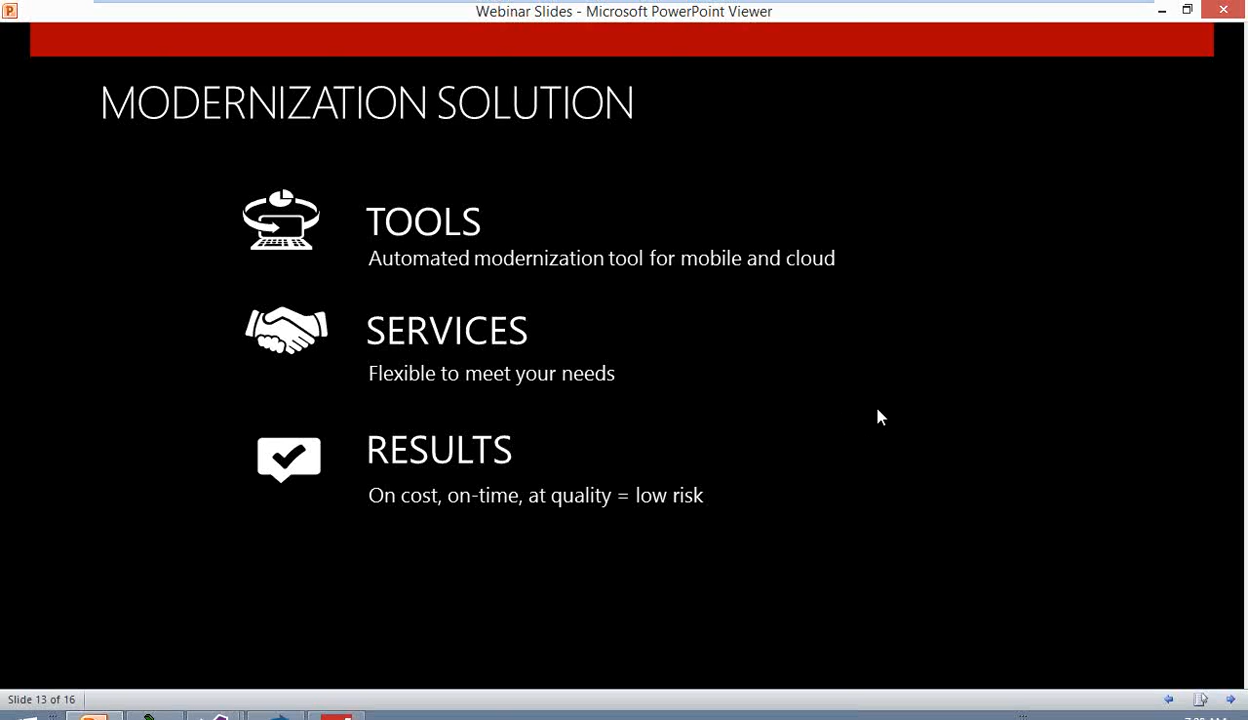 Webinar Slides - Microsoft PowerPoint Viewer
MODERNIZATION SOLUTION
TOOLS
Automated modernization tool for mobile and cloud
SERVICES
Flexible to meet your needs
RESULTS
On cost, on-time, at quality = low risk
Slide 13 of 16